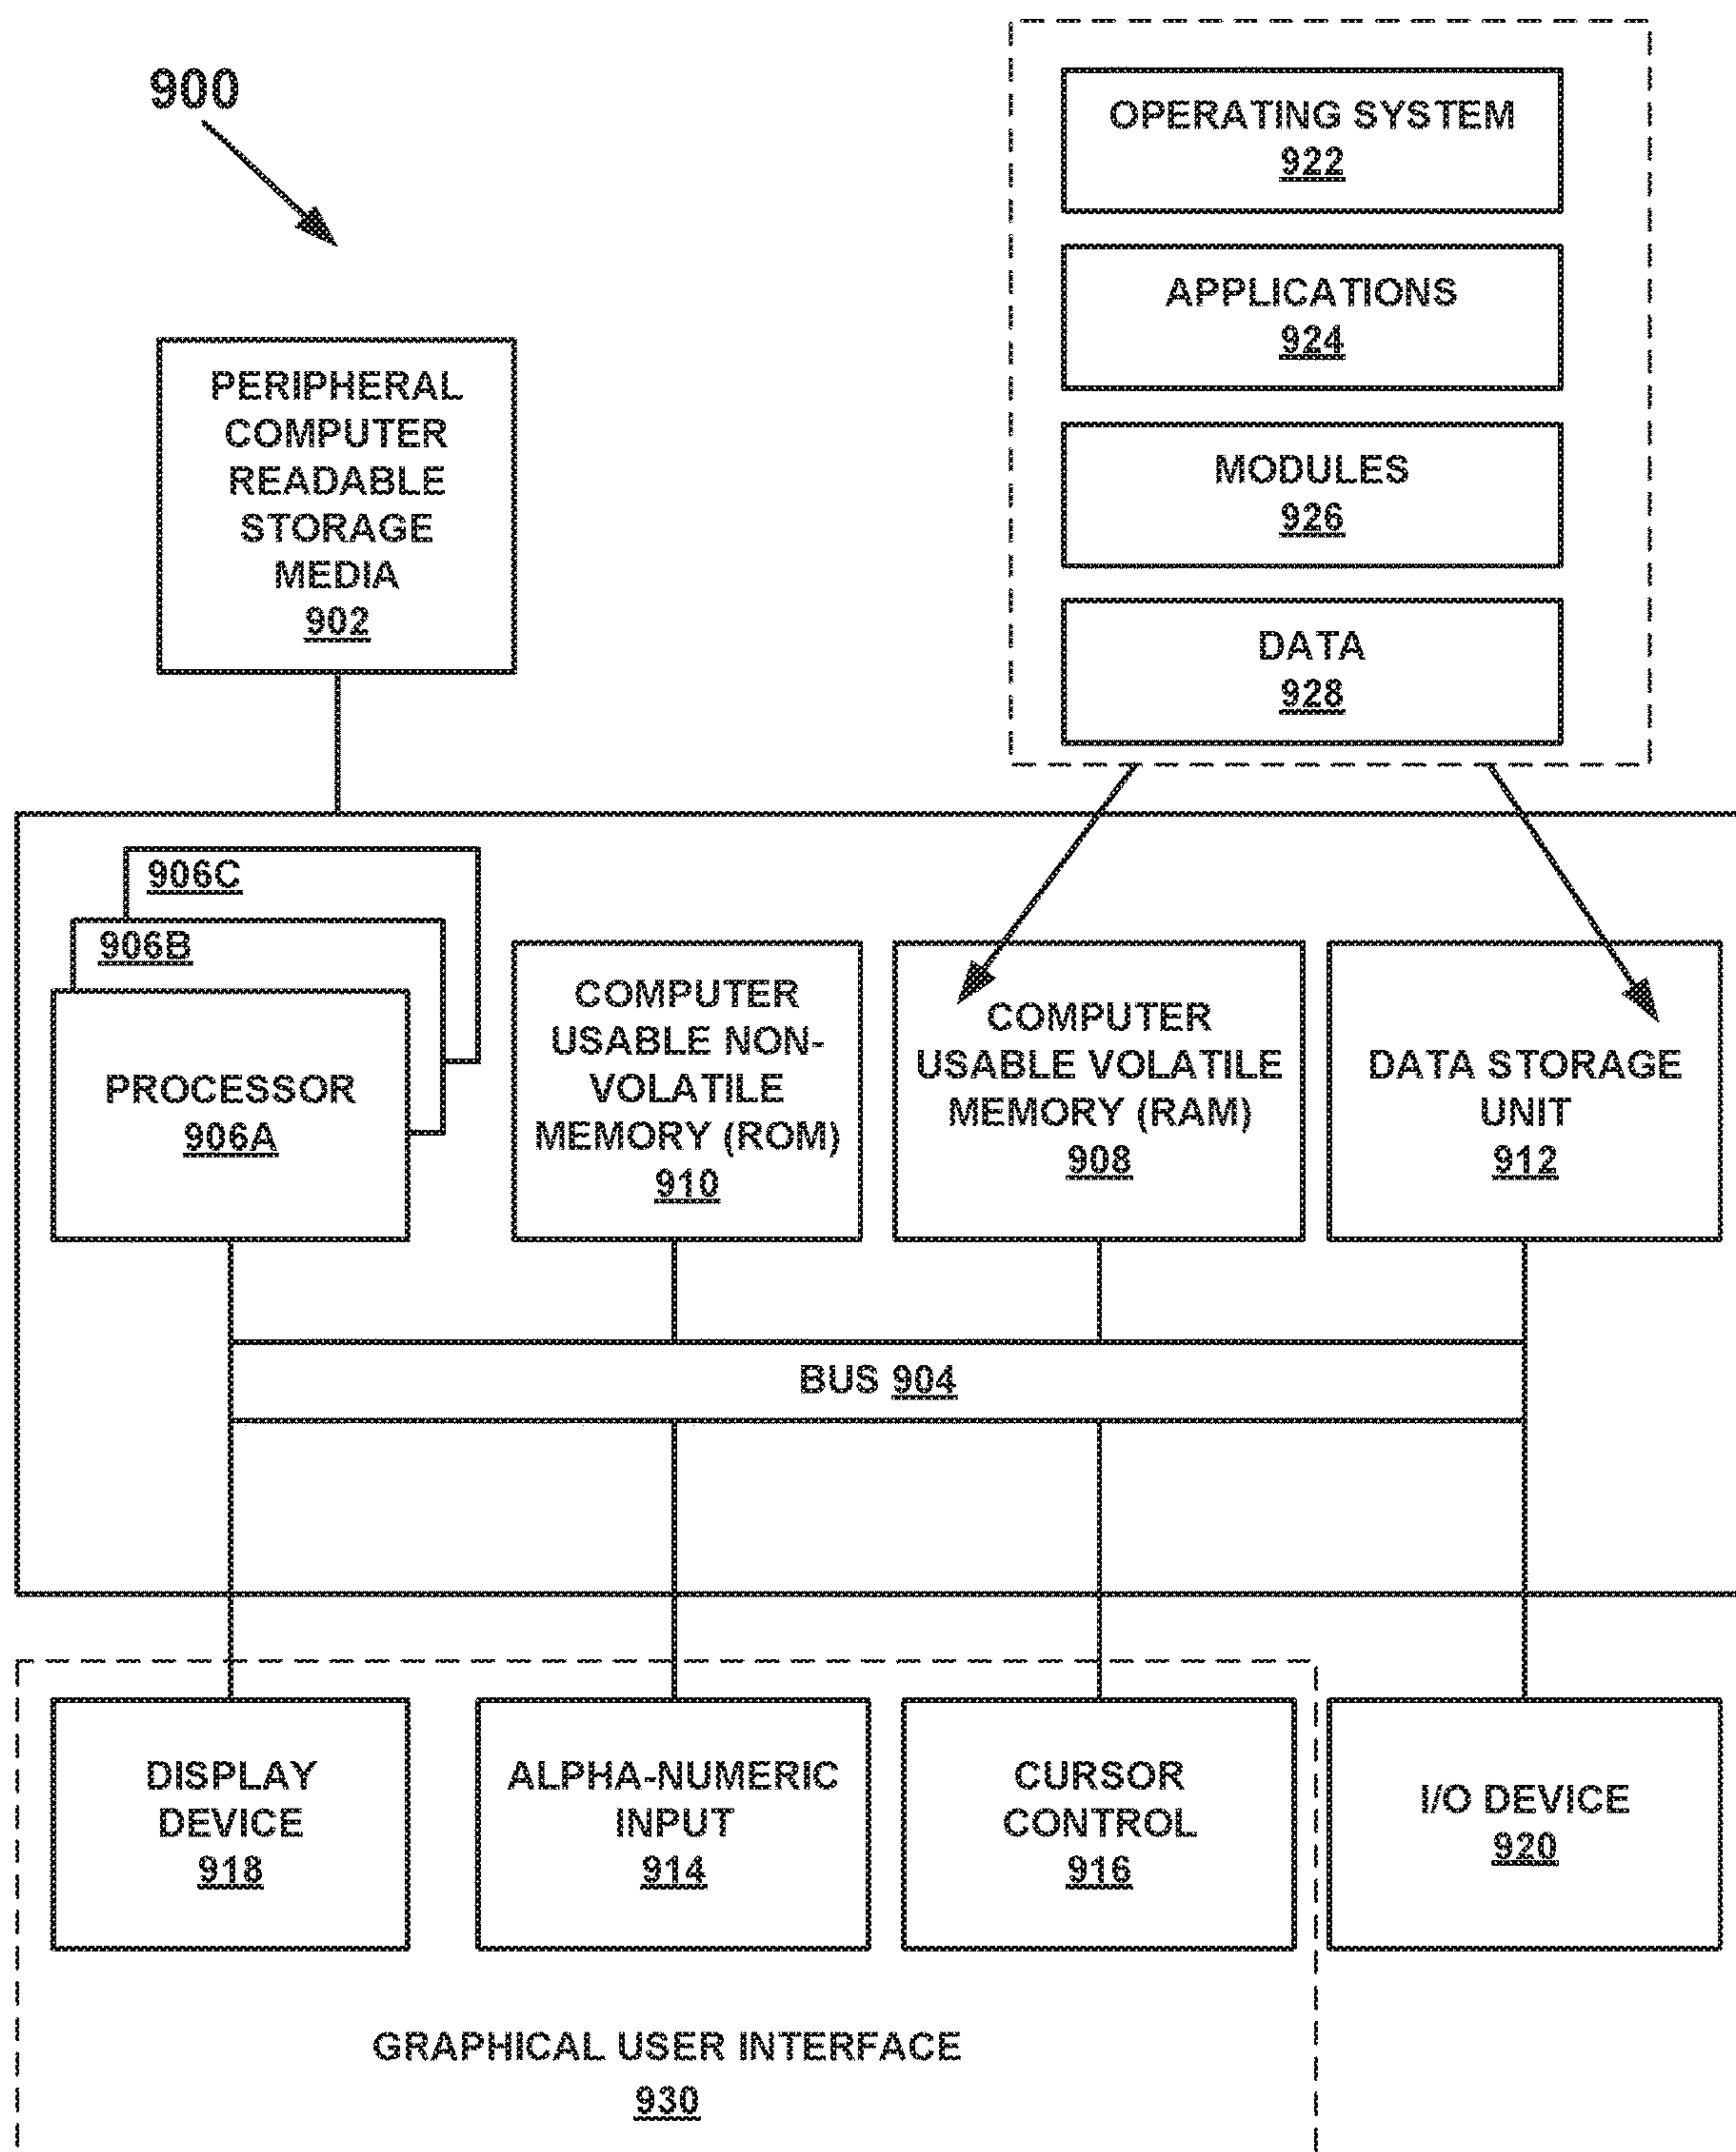 900
OPERATING SYSTEM
922
APPLICATIONS
924
MODULES
926
DATA
928
PERIPHERAL
COMPUTER
READABLE
STORAGE
MEDIA
902
906C
906B
PROCESSOR
906A
COMPUTER
USABLE NON-
VOLATILE
MEMORY (ROM)
910
COMPUTER
USABLE VOLATILE
MEMORY (RAM)
908
DATA STORAGE
UNIT
912
BUS 904
DISPLAY
DEVICE
918
ALPHA-NUMERIC
INPUT
914
CURSOR
CONTROL
916
I/O DEVICE
920
GRAPHICAL USER INTERFACE
930